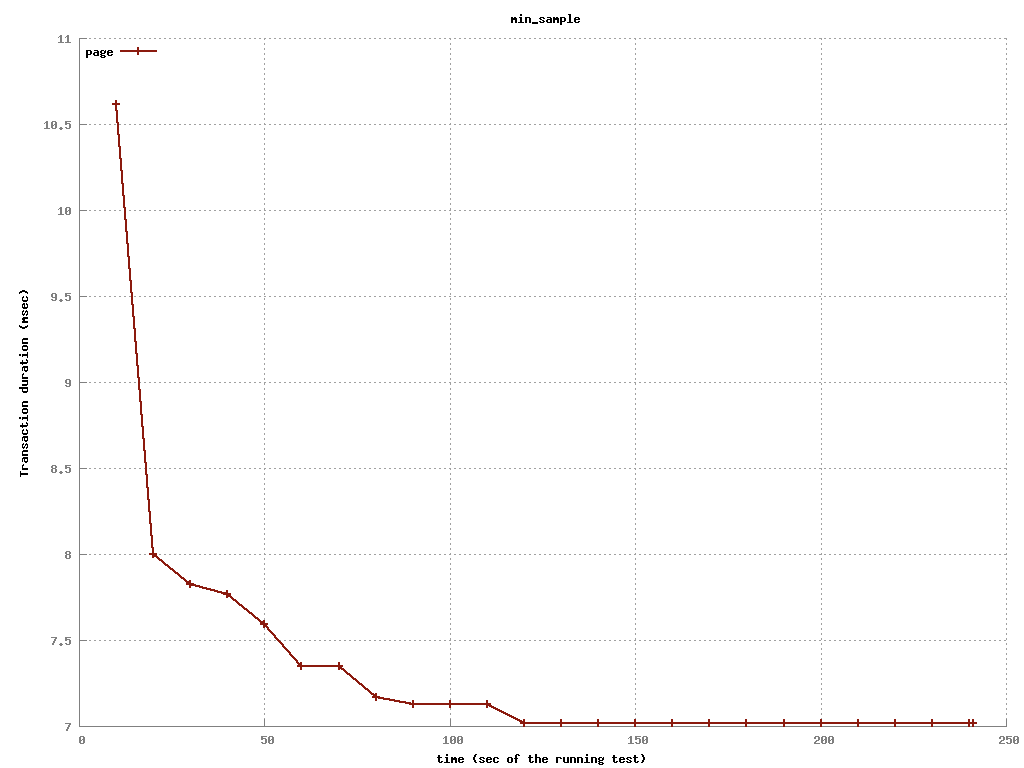 min_sample
page
11
10.5
10
9.5
9
8.5
8
7.5
7
Transaction duration (msec)
0 50 100 150 200 250
time (sec of the running test)